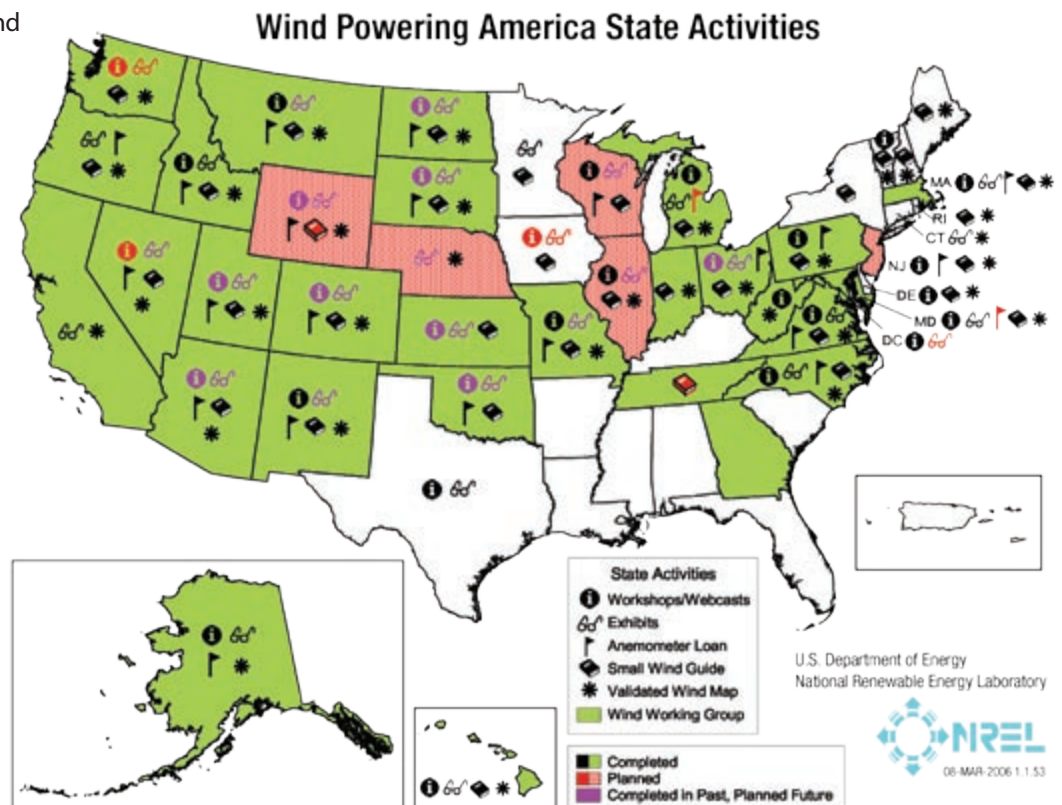 nd
Wind Powering America State Activities
MA
RI
CT
NJ
DE
MD
DC
State Activities
Workshops/Webcasts
Exhibits
Anemometer Loan
Small Wind Guide
Validated Wind Map
Wind Working Group
Completed
Planned
Completed in Past, Planned Future
U.S. Department of Energy
National Renewable Energy Laboratory
NREL
08-MAR-2006 1.1.53